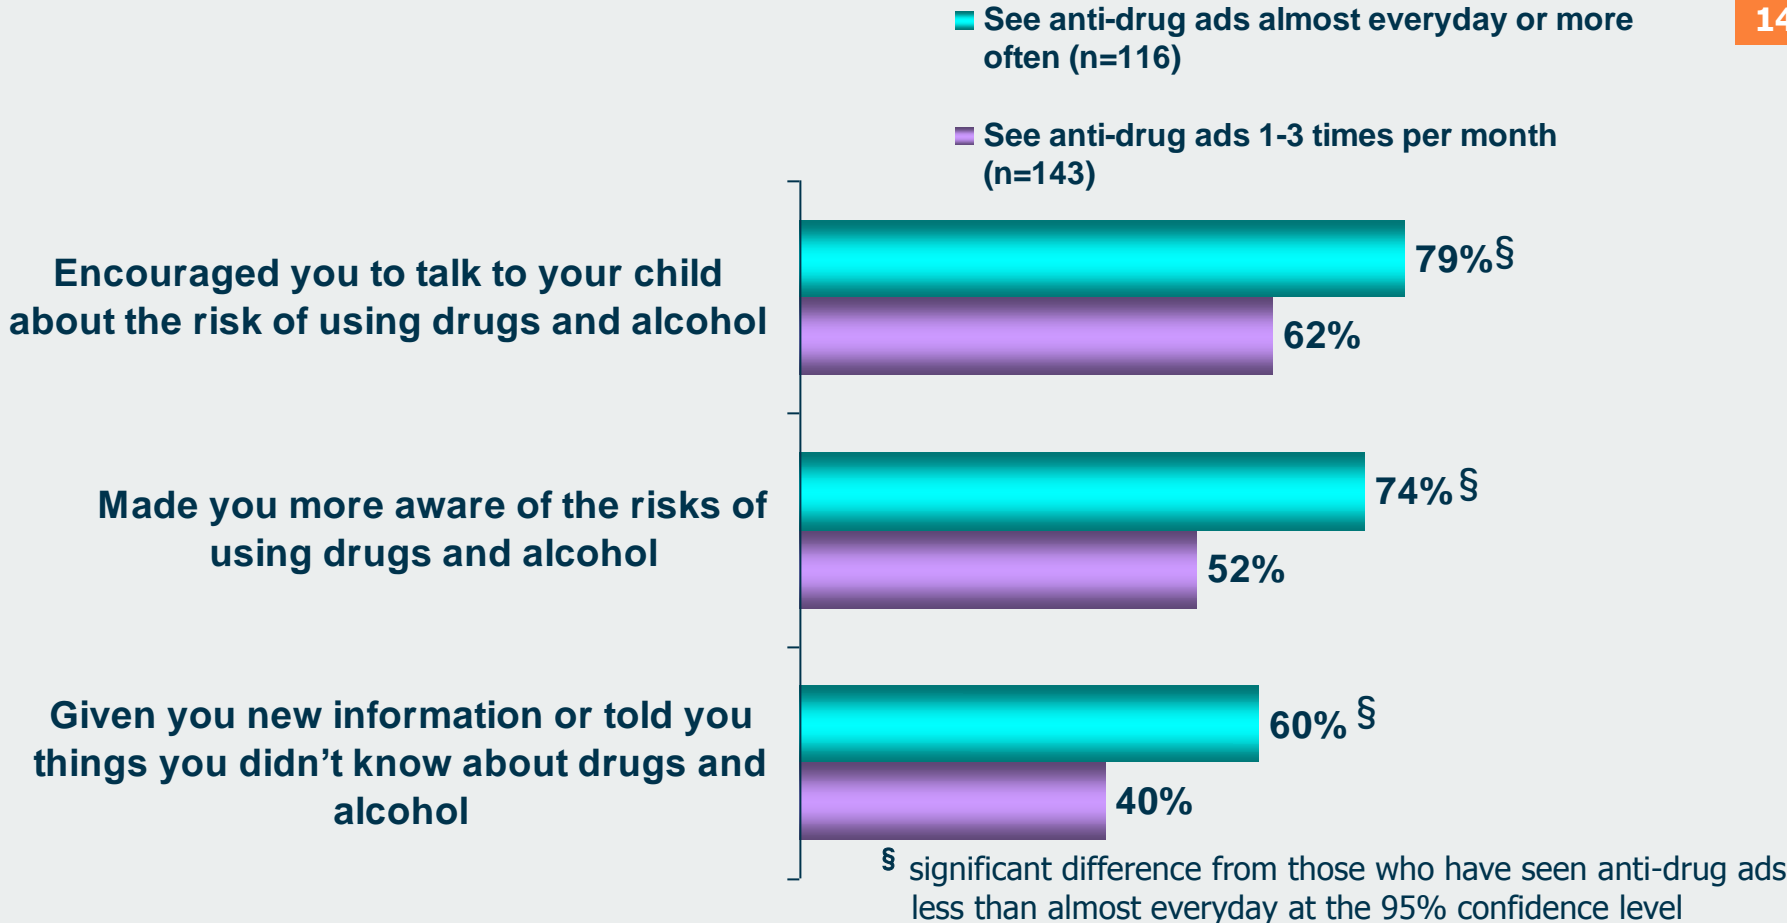 See anti-drug ads almost everyday or more
often (n=116)
14
See anti-drug ads 1-3 times per month
(n=143)
Encouraged you to talk to your child
about the risk of using drugs and alcohol
79%§
62%
Made you more aware of the risks of
using drugs and alcohol
74%§
52%
Given you new information or told you
things you didn’t know about drugs and
alcohol
60% §
40%
§ significant difference from those who have seen anti-drug ads
less than almost everyday at the 95% confidence level